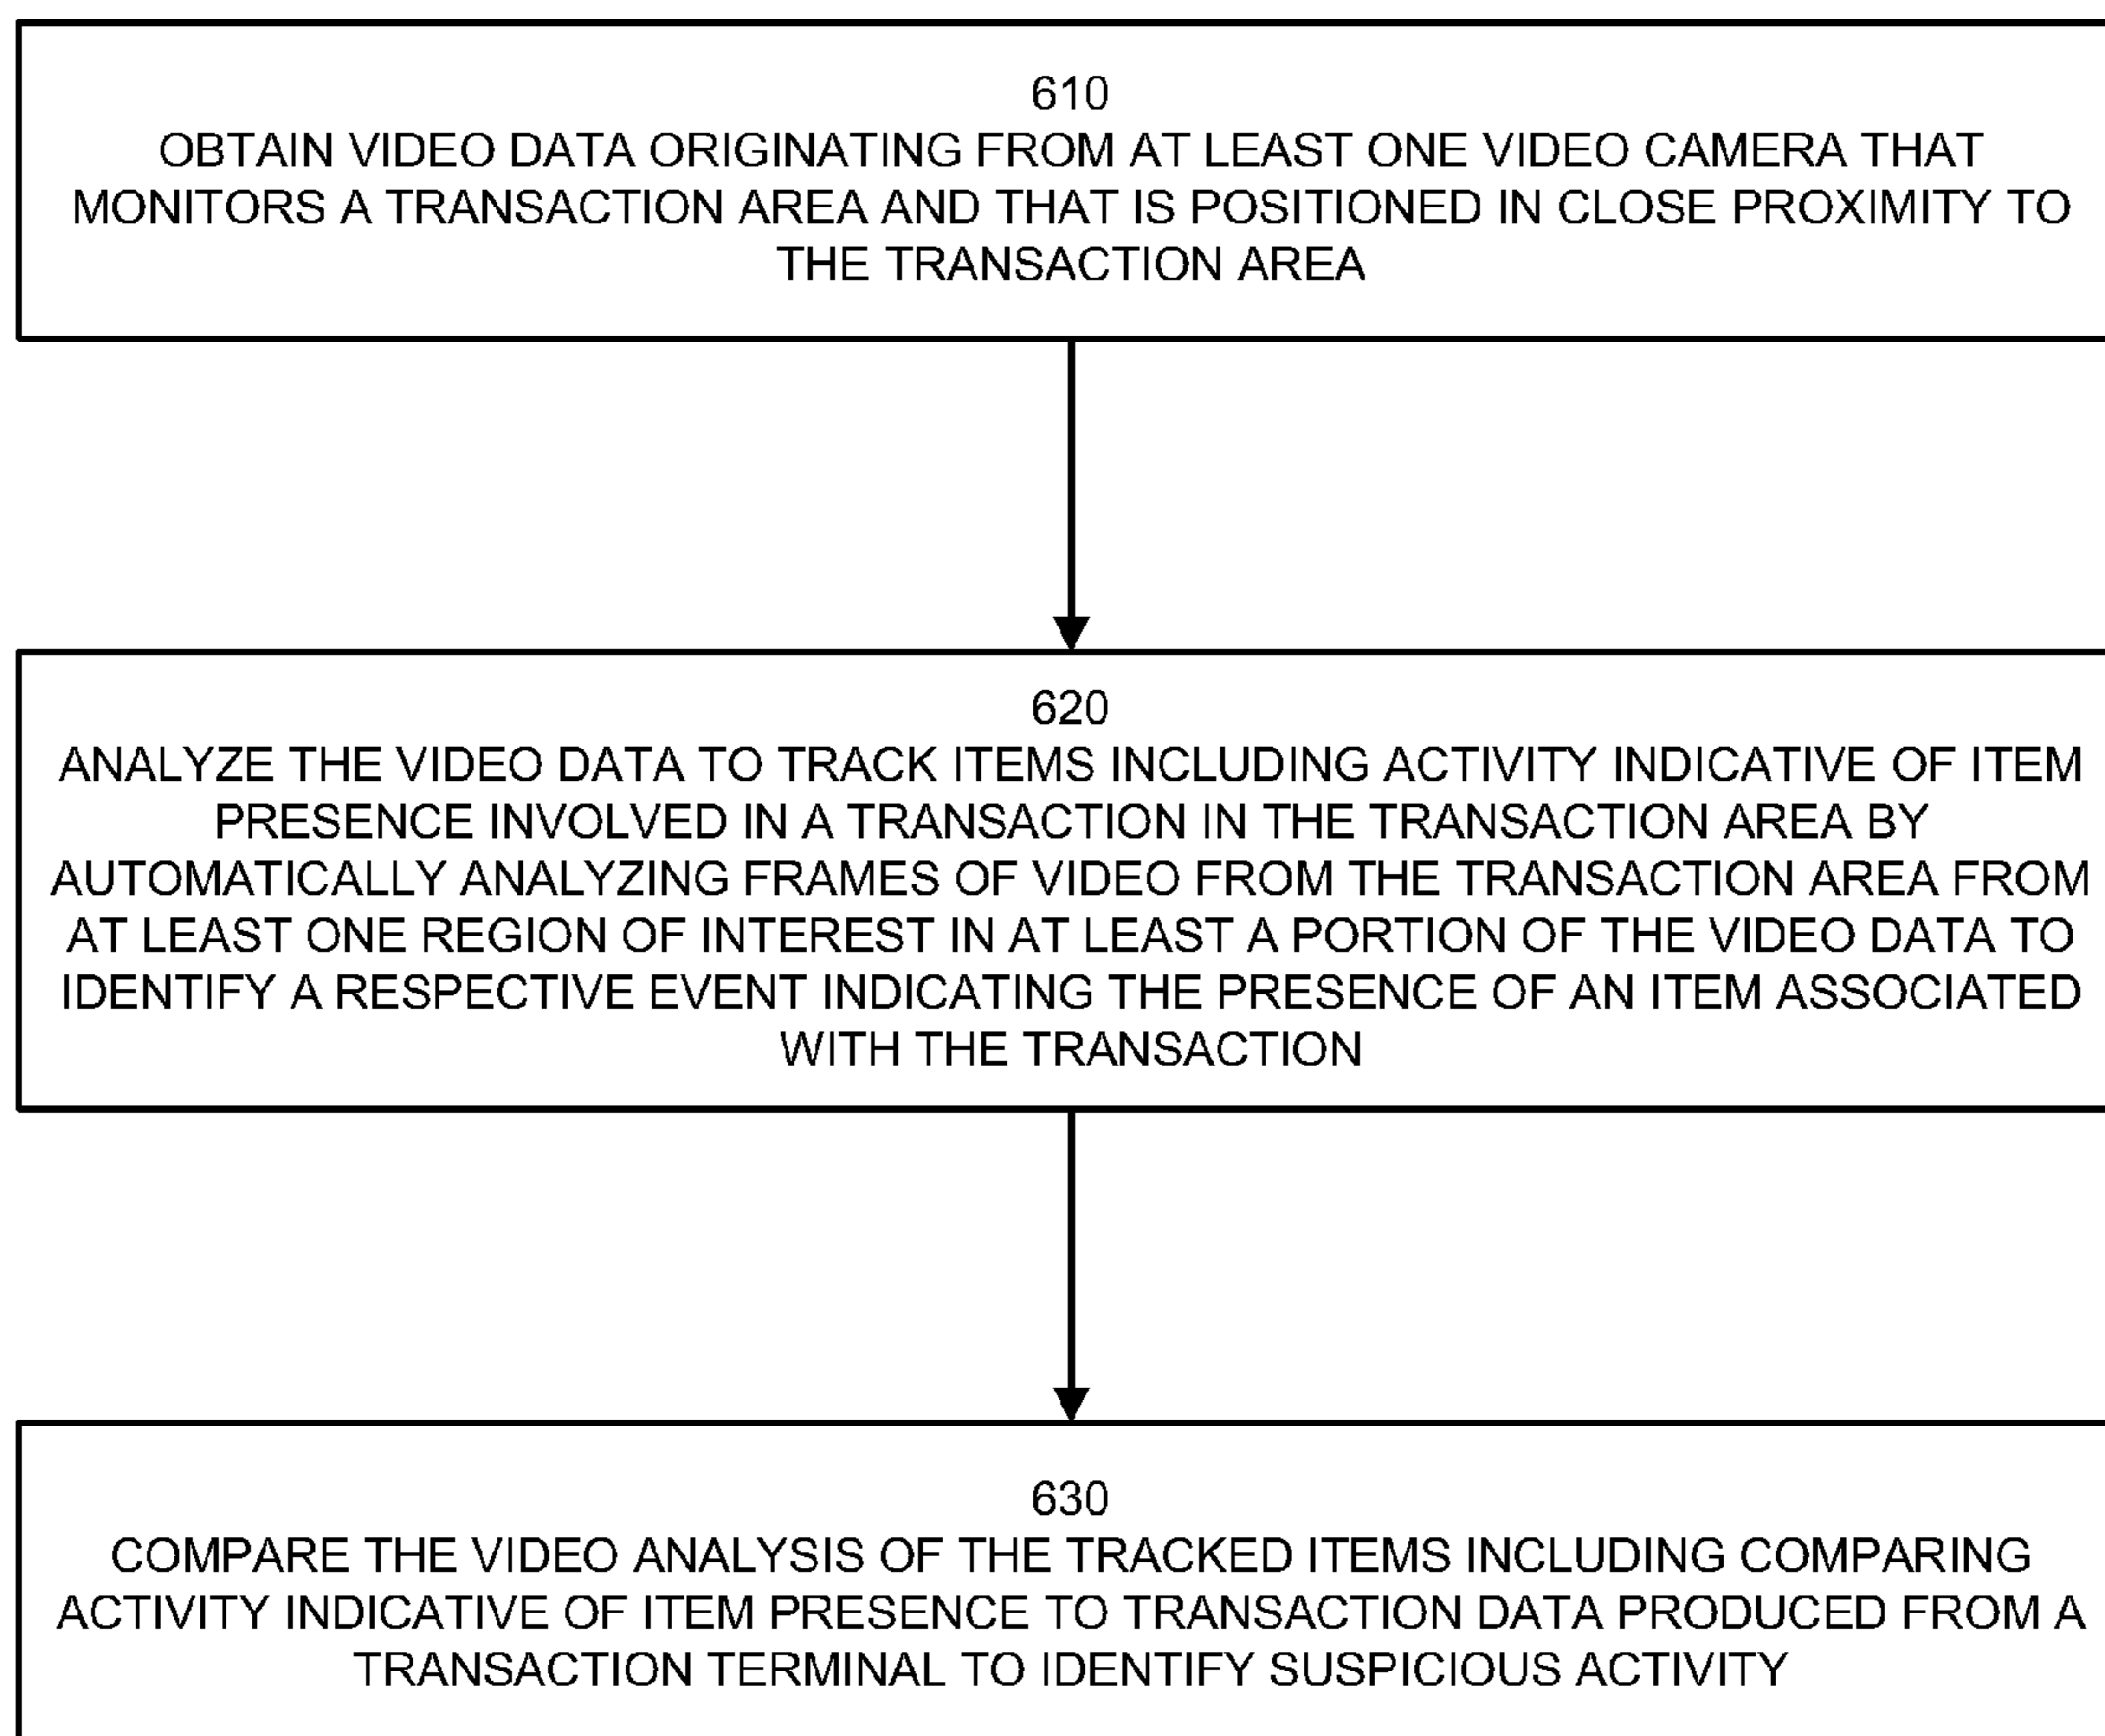 610
OBTAIN VIDEO DATA ORIGINATING FROM AT LEAST ONE VIDEO CAMERA THAT
MONITORS A TRANSACTION AREA AND THAT IS POSITIONED IN CLOSE PROXIMITY TO
THE TRANSACTION AREA
620
ANALYZE THE VIDEO DATA TO TRACK ITEMS INCLUDING ACTIVITY INDICATIVE OF ITEM
PRESENCE INVOLVED IN A TRANSACTION IN THE TRANSACTION AREA BY
AUTOMATICALLY ANALYZING FRAMES OF VIDEO FROM THE TRANSACTION AREA FROM
AT LEAST ONE REGION OF INTEREST IN AT LEAST A PORTION OF THE VIDEO DATA TO
IDENTIFY A RESPECTIVE EVENT INDICATING THE PRESENCE OF AN ITEM ASSOCIATED
WITH THE TRANSACTION
630
COMPARE THE VIDEO ANALYSIS OF THE TRACKED ITEMS INCLUDING COMPARING
ACTIVITY INDICATIVE OF ITEM PRESENCE TO TRANSACTION DATA PRODUCED FROM A
TRANSACTION TERMINAL TO IDENTIFY SUSPICIOUS ACTIVITY